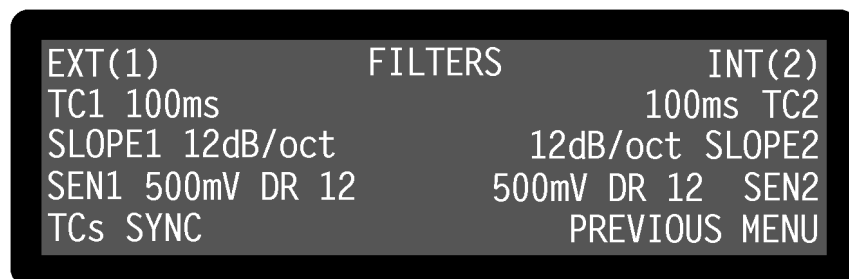 EXT(1) FILTERS INT(2)
TC1 100ms 100ms TC2
SLOPE1 12dB/oct 12dB/oct SLOPE2
SEN1 500mV DR 12 500mV DR 12 SEN2
TCs SYNC PREVIOUS MENU